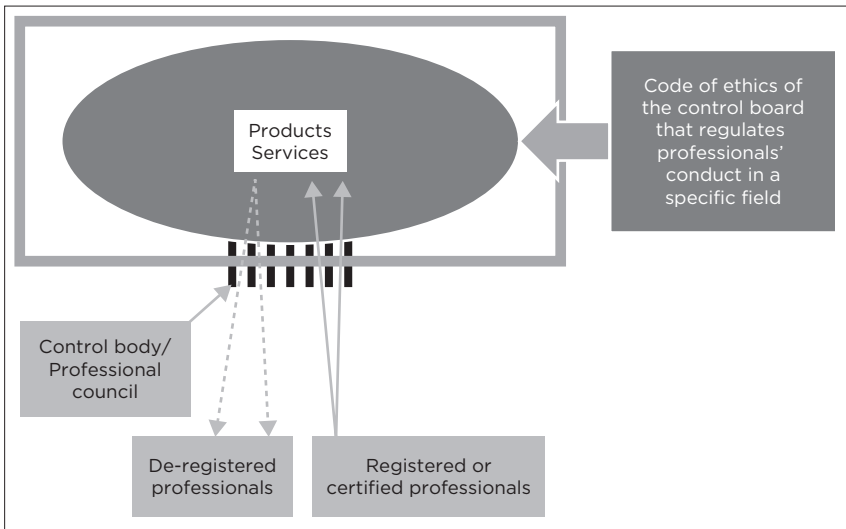 Products
Services
Code of ethics of
the control board
that regulates
professionals’
conduct in a
specific field
Control body/
Professional
council
De-registered
professionals
Registered or
certified professionals